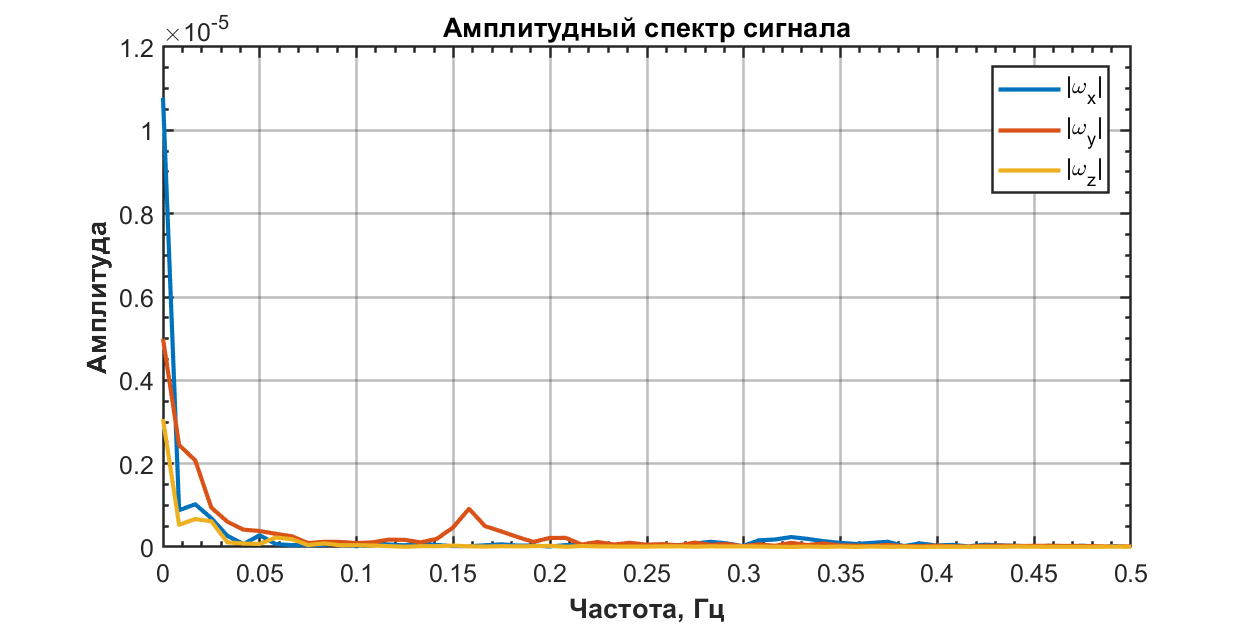 Амплитудный спектр сигнала
×10-5
1.2
1
0.8
0.6
0.4
0.2
0
Амплитуда
|ωx|
|ωy|
|ωz|
0 0.05 0.1 0.15 0.2 0.25 0.3 0.35 0.4 0.45 0.5
Частота, Гц